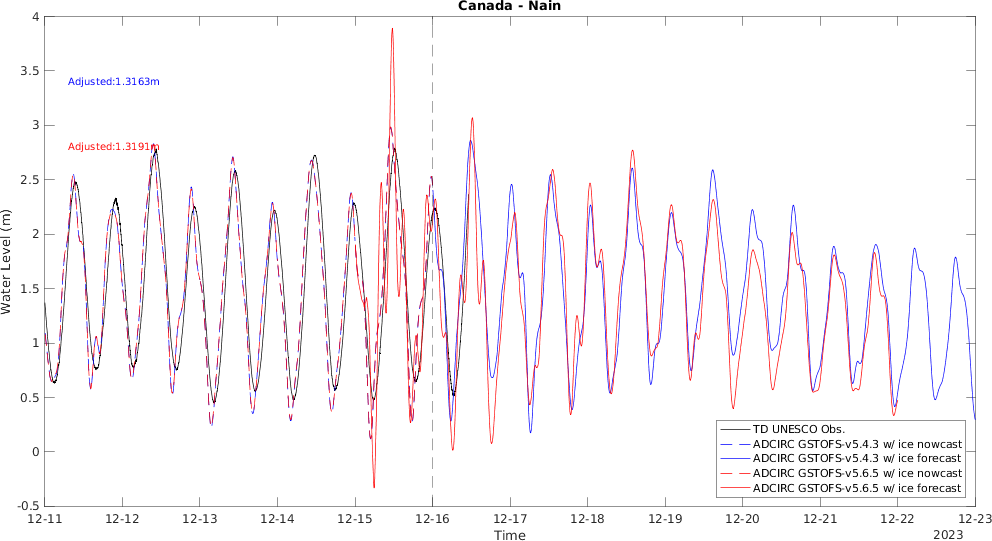 Canada - Nain
4
3.5
3
2.5
2
1.5
1
0.5
0
-0.5
Water Level (m)
Adjusted:1.3163m
Adjusted:1.3191m
TD UNESCO Obs.
ADCIRC GSTOFS-v5.4.3 w/ ice nowcast
ADCIRC GSTOFS-v5.4.3 w/ ice forecast
ADCIRC GSTOFS-v5.6.5 w/ ice nowcast
ADCIRC GSTOFS-v5.6.5 w/ ice forecast
12-11 12-12 12-13 12-14 12-15 12-16 12-17 12-18 12-19 12-20 12-21 12-22 12-23
Time
2023